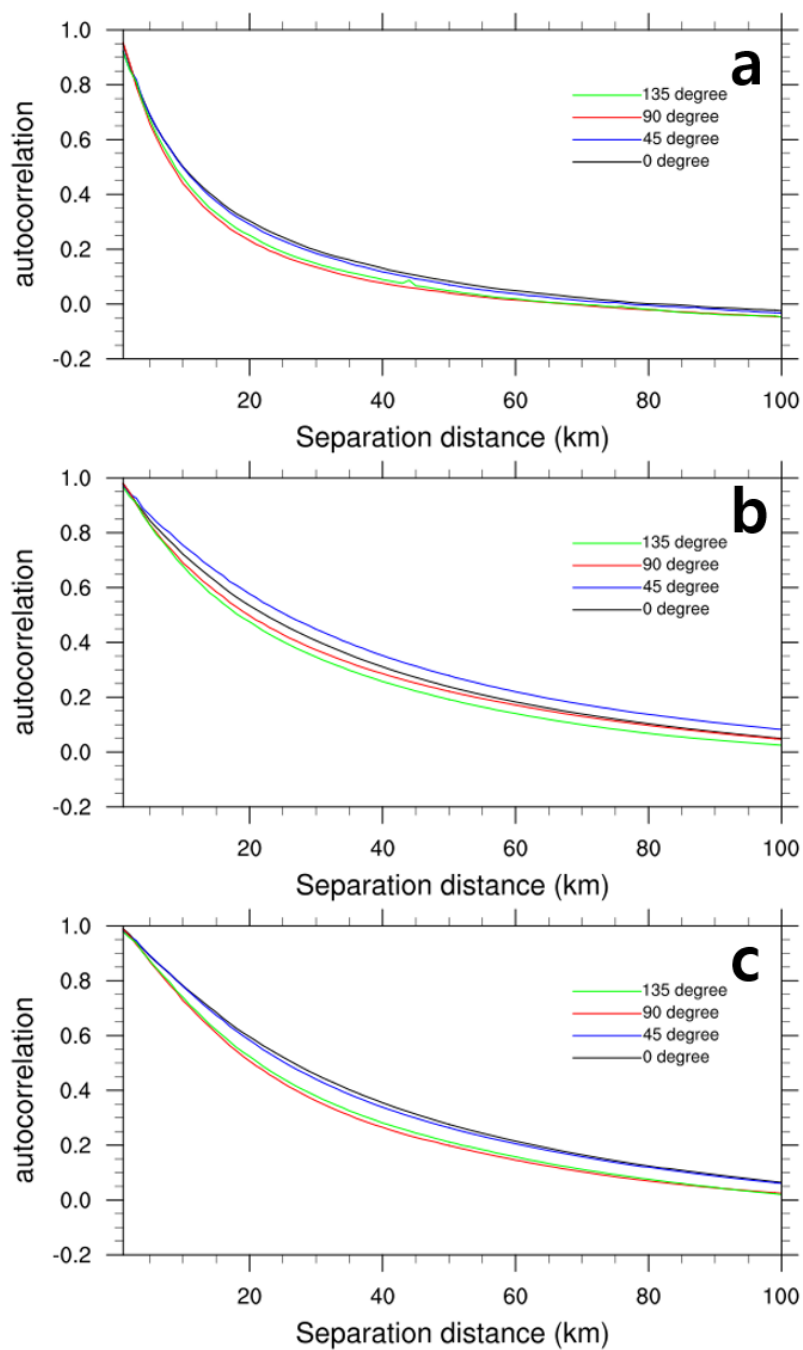 1.0
a
0.8
135 degree
90 degree
0.6
45 degree
0 degree
0.4
0.2
0.0
-0.2
autocorrelation
20 40 60 80 100
Separation distance (km)
1.0
b
0.8
135 degree
90 degree
0.6
45 degree
0 degree
0.4
0.2
0.0
-0.2
autocorrelation
20 40 60 80 100
Separation distance (km)
1.0
c
0.8
135 degree
90 degree
0.6
45 degree
0 degree
0.4
0.2
0.0
-0.2
autocorrelation
20 40 60 80 100
Separation distance (km)